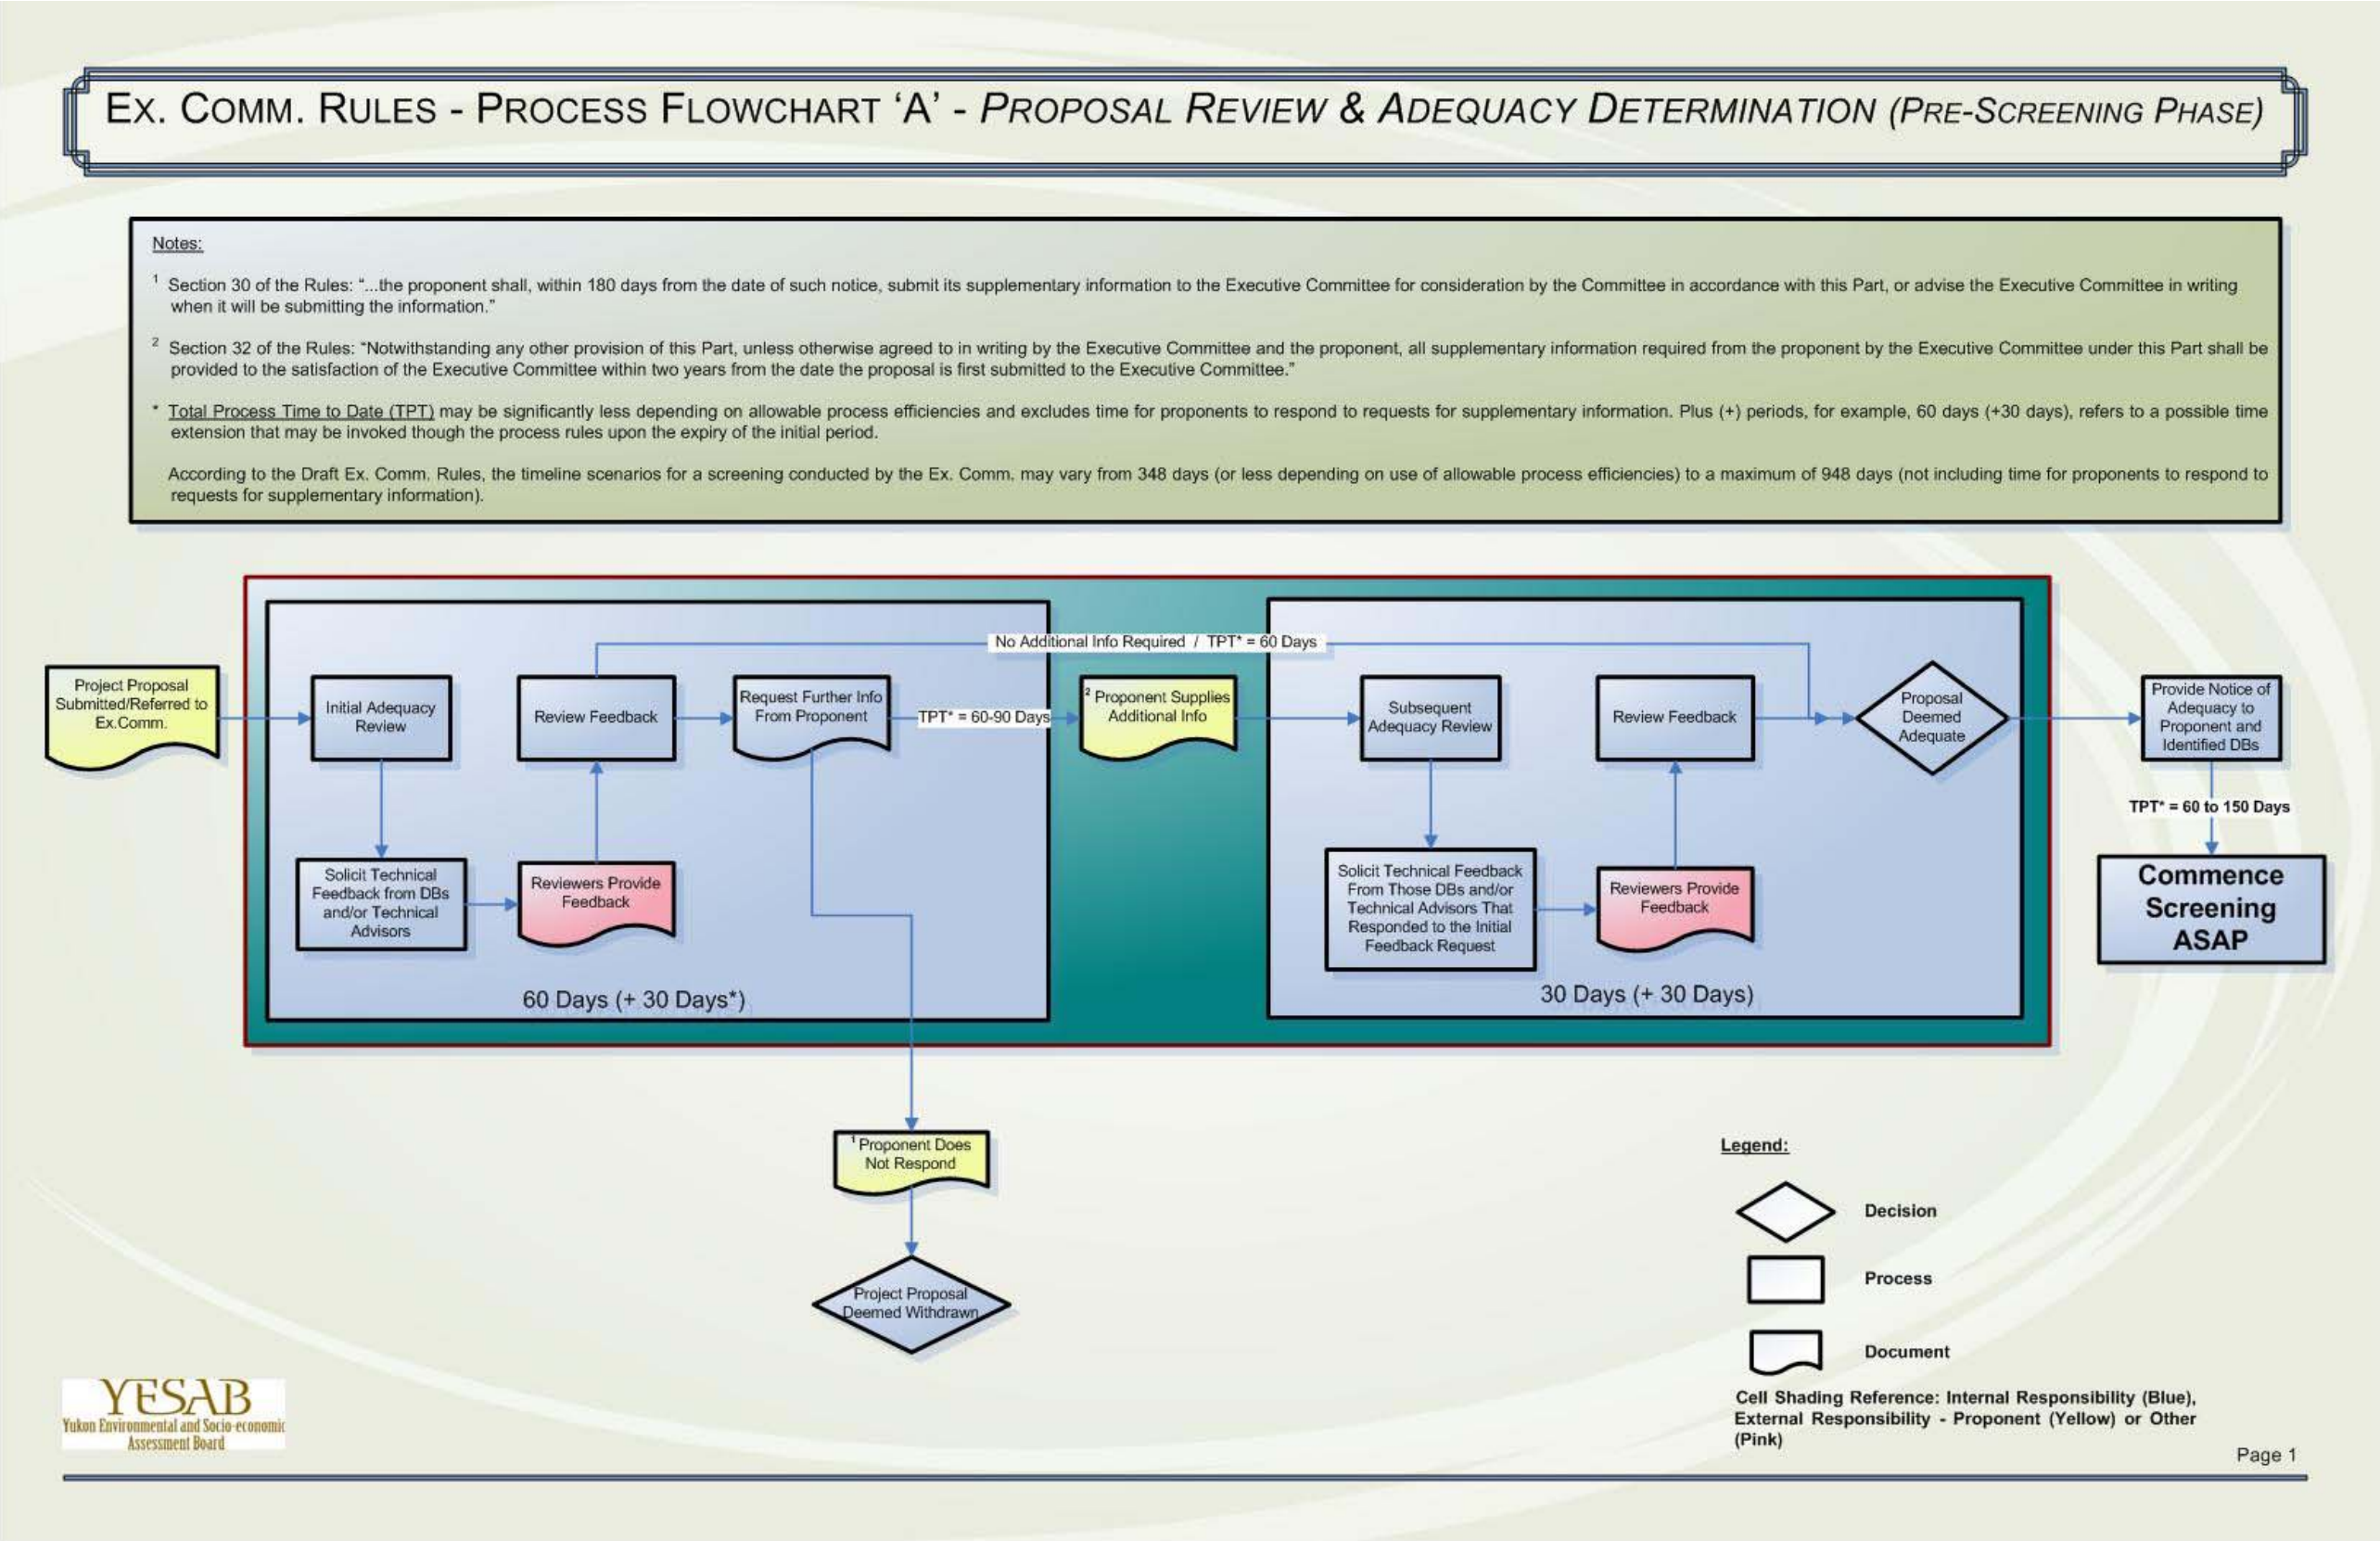 EX. COMM. RULES - PROCESS FLOWCHART ‘A’ - PROPOSAL REVIEW & ADEQUACY DETERMINATION (PRE-SCREENING PHASE)
Notes:
1 Section 30 of the Rules: “...the proponent shall, within 180 days from the date of such notice, submit its supplementary information to the Executive Committee for consideration by the Committee in accordance with this Part, or advise the Executive Committee in writing
when it will be submitting the information.”
2 Section 32 of the Rules: “Notwithstanding any other provision of this Part, unless otherwise agreed to in writing by the Executive Committee and the proponent, all supplementary information required from the proponent by the Executive Committee under this Part shall be
provided to the satisfaction of the Executive Committee within two years from the date the proposal is first submitted to the Executive Committee.”
* Total Process Time to Date (TPT) may be significantly less depending on allowable process efficiencies and excludes time for proponents to respond to requests for supplementary information. Plus (+) periods, for example, 60 days (+30 days), refers to a possible time
extension that may be invoked though the process rules upon the expiry of the initial period.
According to the Draft Ex. Comm. Rules, the timeline scenarios for a screening conducted by the Ex. Comm. may vary from 348 days (or less depending on use of allowable process efficiencies) to a maximum of 948 days (not including time for proponents to respond to
requests for supplementary information).
No Additional Info Required / TPT* = 60 Days
Project Proposal
Submitted/Referred to
Ex.Comm.
Initial Adequacy
Review
Review Feedback
Request Further Info
From Proponent
TPT* = 60-90 Days
2 Proponent Supplies
Additional Info
Subsequent
Adequacy Review
Review Feedback
Proposal
Deemed
Adequate
Provide Notice of
Adequacy to
Proponent and
Identified DBs
TPT* = 60 to 150 Days
Solicit Technical
Feedback from DBs
and/or Technical
Advisors
Reviewers Provide
Feedback
Solicit Technical Feedback
From Those DBs and/or
Technical Advisors That
Responded to the Initial
Feedback Request
Reviewers Provide
Feedback
Commence
Screening
ASAP
60 Days (+ 30 Days*)
30 Days (+ 30 Days)
1 Proponent Does
Not Respond
Project Proposal
Deemed Withdrawn
Legend:
Decision
Process
Document
Cell Shading Reference: Internal Responsibility (Blue),
External Responsibility - Proponent (Yellow) or Other
(Pink)
YESAB
Yukon Environmental and Socio-economic
Assessment Board
Page 1